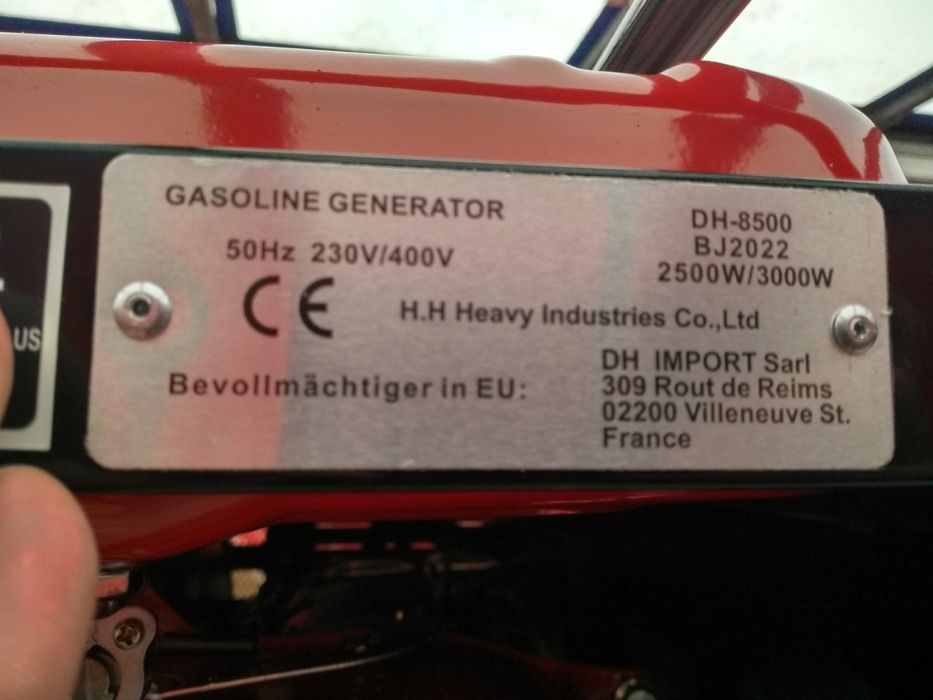 GASOLINE GENERATOR
50Hz 230V/400V
DH-8500
BJ2022
2500W/3000W
CE
H.H Heavy Industries Co.,Ltd
Bevollmächtiger in EU:
DH IMPORT Sarl
309 Rout de Reims
02200 Villeneuve St.
France
US